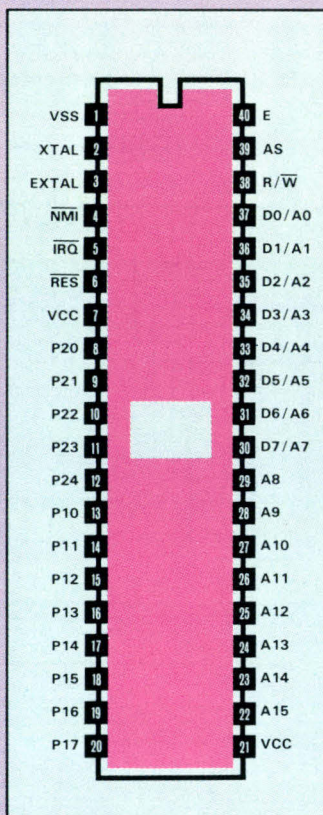 VSS 1 40 E
XTAL 2 39 AS
EXTAL 3 38 R/W̅
N̅M̅I̅ 4 37 D0/A0
I̅R̅Q̅ 5 36 D1/A1
R̅E̅S̅ 6 35 D2/A2
VCC 7 34 D3/A3
P20 8 33 D4/A4
P21 9 32 D5/A5
P22 10 31 D6/A6
P23 11 30 D7/A7
P24 12 29 A8
P10 13 28 A9
P11 14 27 A10
P12 15 26 A11
P13 16 25 A12
P14 17 24 A13
P15 18 23 A14
P16 19 22 A15
P17 20 21 VCC